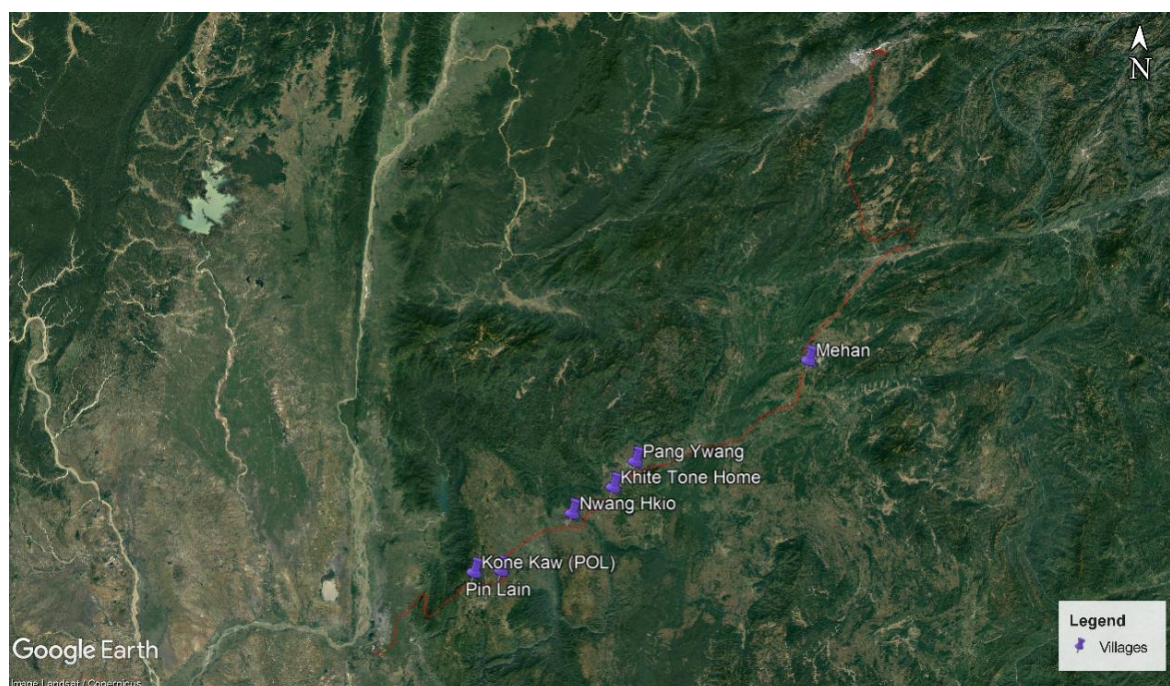 N
Mehan
Pang Ywang
Khite Tone Home
Nwang Hkio
Kone Kaw (POL)
Pin Lain
Legend
Villages
Google Earth
Image Landsat / Copernicus